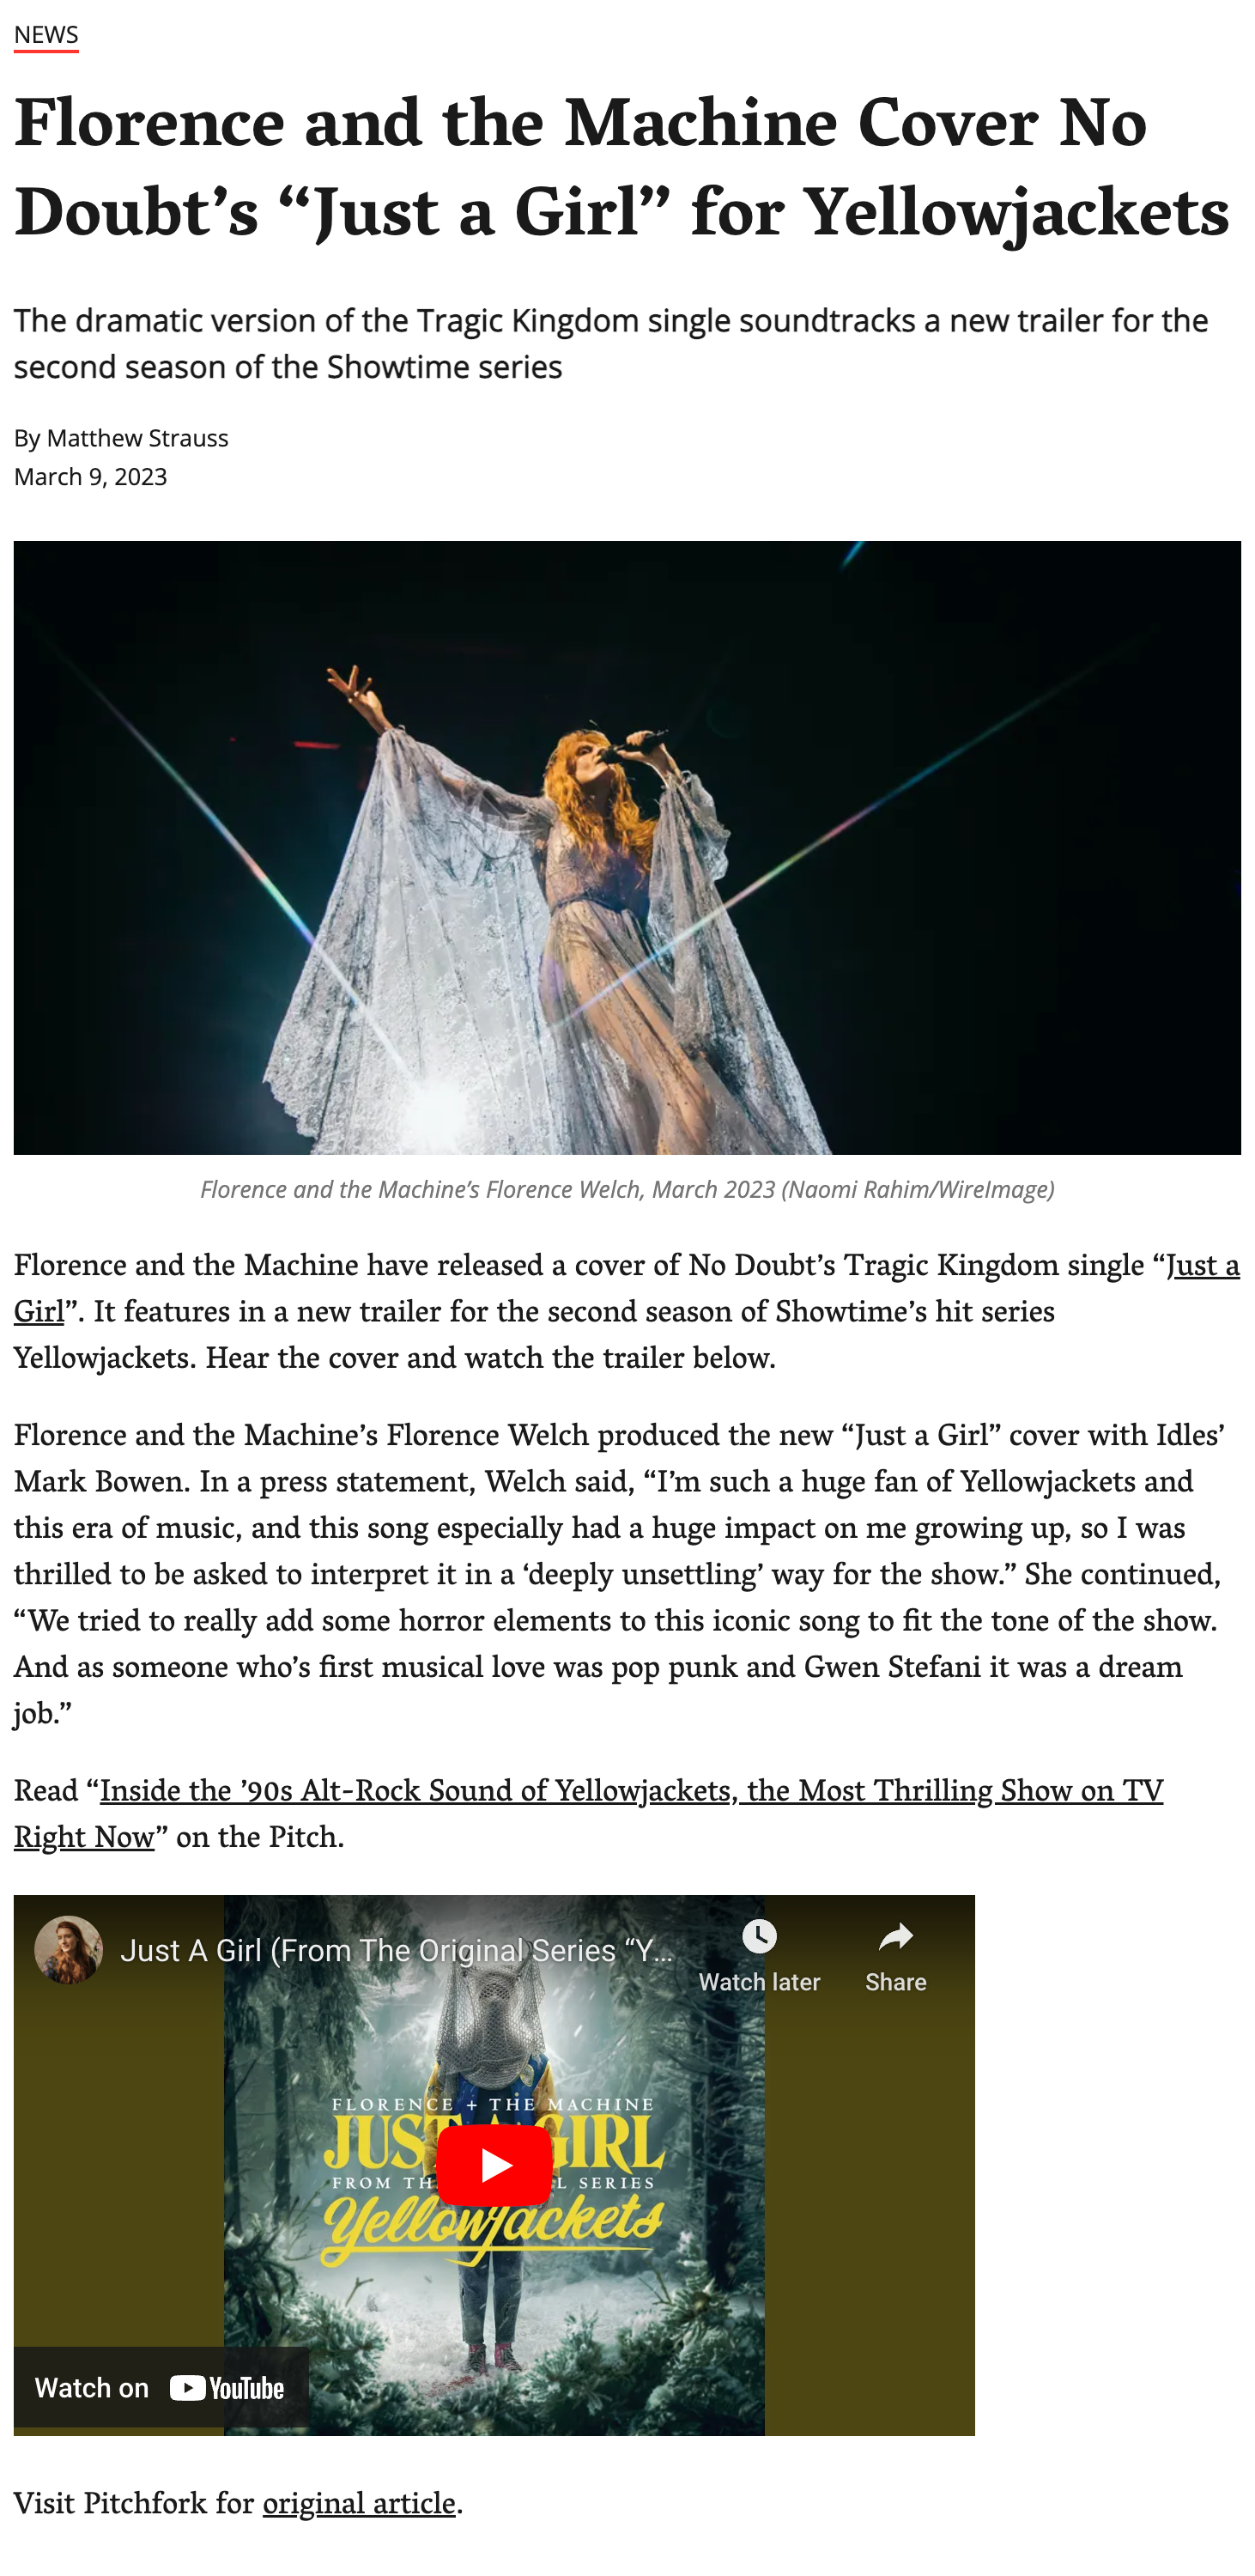 NEWS
Florence and the Machine Cover No
Doubt’s “Just a Girl” for Yellowjackets
The dramatic version of the Tragic Kingdom single soundtracks a new trailer for the
second season of the Showtime series
By Matthew Strauss
March 9, 2023
Florence and the Machine’s Florence Welch, March 2023 (Naomi Rahim/WireImage)
Florence and the Machine have released a cover of No Doubt’s Tragic Kingdom single “Just a
Girl”. It features in a new trailer for the second season of Showtime’s hit series
Yellowjackets. Hear the cover and watch the trailer below.
Florence and the Machine’s Florence Welch produced the new “Just a Girl” cover with Idles’
Mark Bowen. In a press statement, Welch said, “I’m such a huge fan of Yellowjackets and
this era of music, and this song especially had a huge impact on me growing up, so I was
thrilled to be asked to interpret it in a ‘deeply unsettling’ way for the show.” She continued,
“We tried to really add some horror elements to this iconic song to fit the tone of the show.
And as someone who’s first musical love was pop punk and Gwen Stefani it was a dream
job.”
Read “Inside the ’90s Alt-Rock Sound of Yellowjackets, the Most Thrilling Show on TV
Right Now” on the Pitch.
Just A Girl (From The Original Series “Y...
Watch later
Share
FLORENCE + THE MACHINE
JUST A GIRL
FROM TH L SERIES
Yellowjackets
Watch on YouTube
Visit Pitchfork for original article.